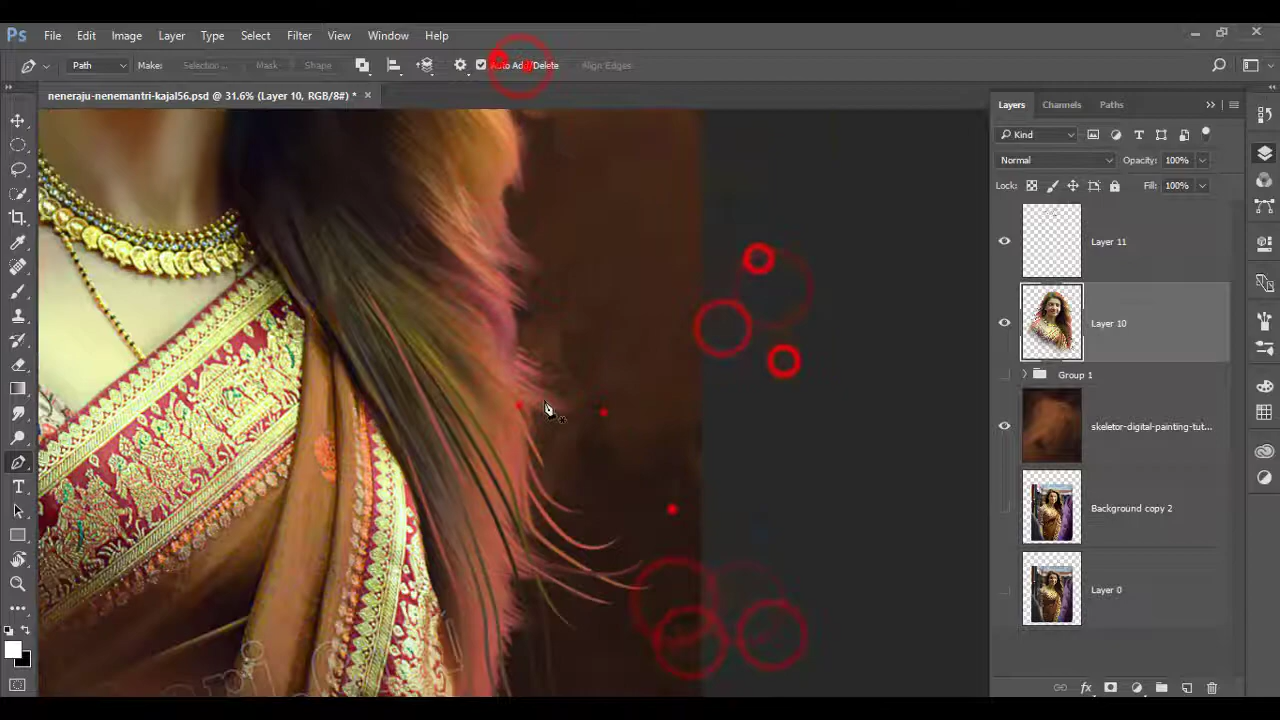 Ps File Edit Image Layer Type Select Filter View Window Help
Path Make: Selection... Mask Shape Auto Add/Delete Align Edges
neneraju-nenemantri-kajal56.psd @ 31.6% (Layer 10, RGB/8#) * ×
Layers Channels Paths
Kind
Normal Opacity: 100%
Lock: Fill: 100%
Layer 11
Layer 10
Group 1
skeletor-digital-painting-tut...
Background copy 2
Layer 0